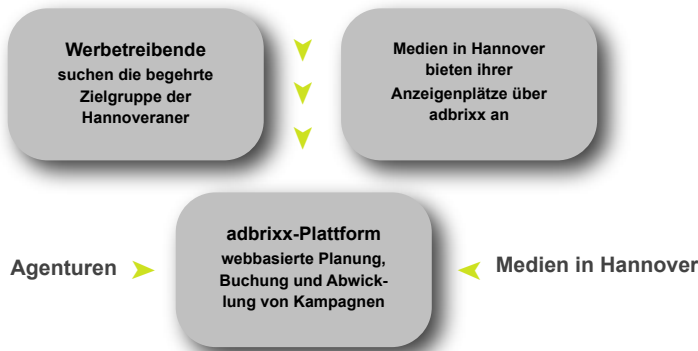 Werbetreibende
suchen die begehrte
Zielgruppe der
Hannoveraner
Medien in Hannover
bieten ihrer
Anzeigenplätze über
adbrixx an
adbrixx-Plattform
webbasierte Planung,
Buchung und Abwick-
lung von Kampagnen
Agenturen
Medien in Hannover